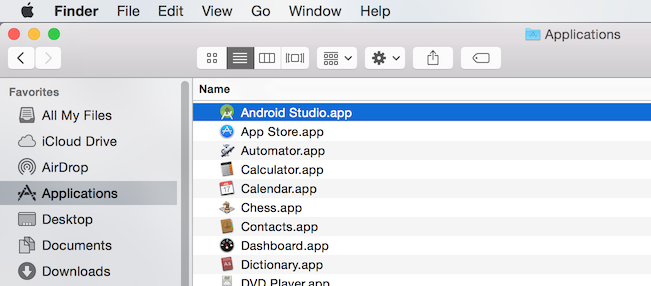 Finder File Edit View Go Window Help
Applications
Favorites
All My Files
iCloud Drive
AirDrop
Applications
Desktop
Documents
Downloads
Name
Android Studio.app
App Store.app
Automator.app
Calculator.app
Calendar.app
Chess.app
Contacts.app
Dashboard.app
Dictionary.app
DVD Player.app